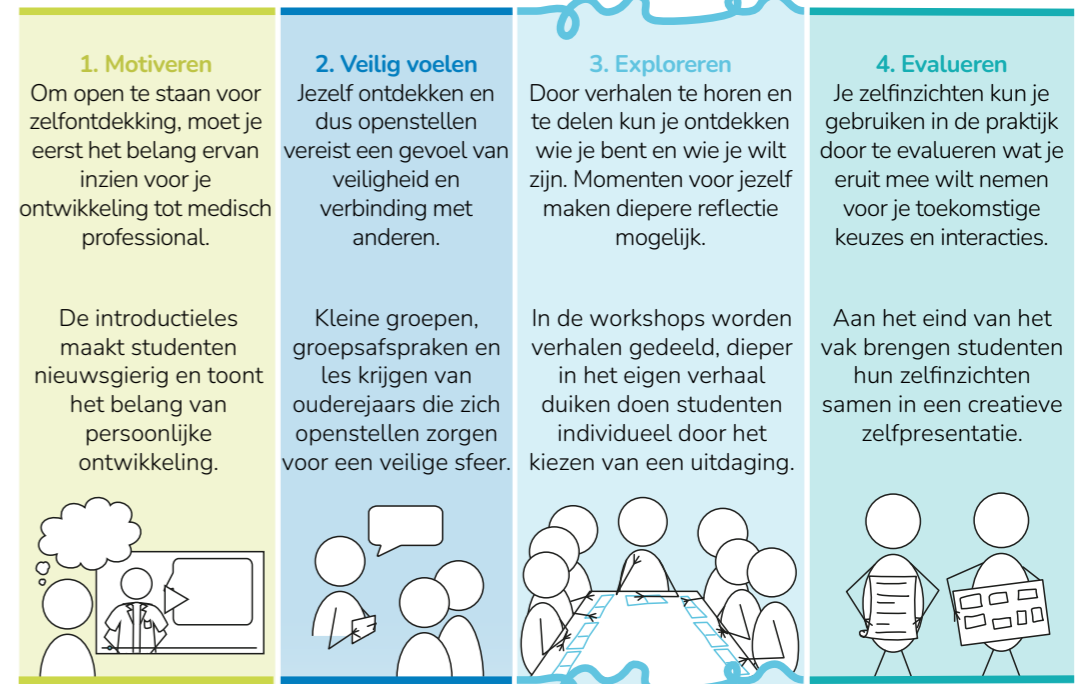 1. Motiveren
Om open te staan voor
zelfontdekking, moet je
eerst het belang ervan
inzien voor je
ontwikkeling tot medisch
professional.
De introductieles
maakt studenten
nieuwsgierig en toont
het belang van
persoonlijke
ontwikkeling.
2. Veilig voelen
Jezelf ontdekken en
dus openstellen
vereist een gevoel van
veiligheid en
verbinding met
anderen.
Kleine groepen,
groepsafspraken en
les krijgen van
ouderejaars die zich
openstellen zorgen
voor een veilige sfeer.
3. Exploreren
Door verhalen te horen en
te delen kun je ontdekken
wie je bent en wie je wilt
zijn. Momenten voor jezelf
maken diepere reflectie
mogelijk.
In de workshops worden
verhalen gedeeld, dieper
in het eigen verhaal
duiken doen studenten
individueel door het
kiezen van een uitdaging.
4. Evalueren
Je zelfinzichten kun je
gebruiken in de praktijk
door te evalueren wat je
eruit mee wilt nemen
voor je toekomstige
keuzes en interacties.
Aan het eind van het
vak brengen studenten
hun zelfinzichten
samen in een creatieve
zelfpresentatie.